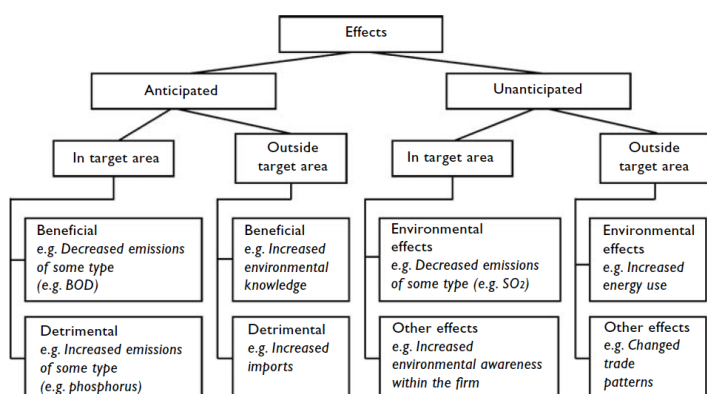 Effects
Anticipated
Unanticipated
In target area
Outside
target area
In target area
Outside
target area
Beneficial
e.g. Decreased emissions
of some type
(e.g. BOD)
Beneficial
e.g. Increased
environmental
knowledge
Environmental
effects
e.g. Decreased emissions
of some type (e.g. SO2)
Environmental
effects
e.g. Increased
energy use
Detrimental
e.g. Increased emissions
of some type
(e.g. phosphorus)
Detrimental
e.g. Increased
imports
Other effects
e.g. Increased
environmental awareness
within the firm
Other effects
e.g. Changed
trade
patterns